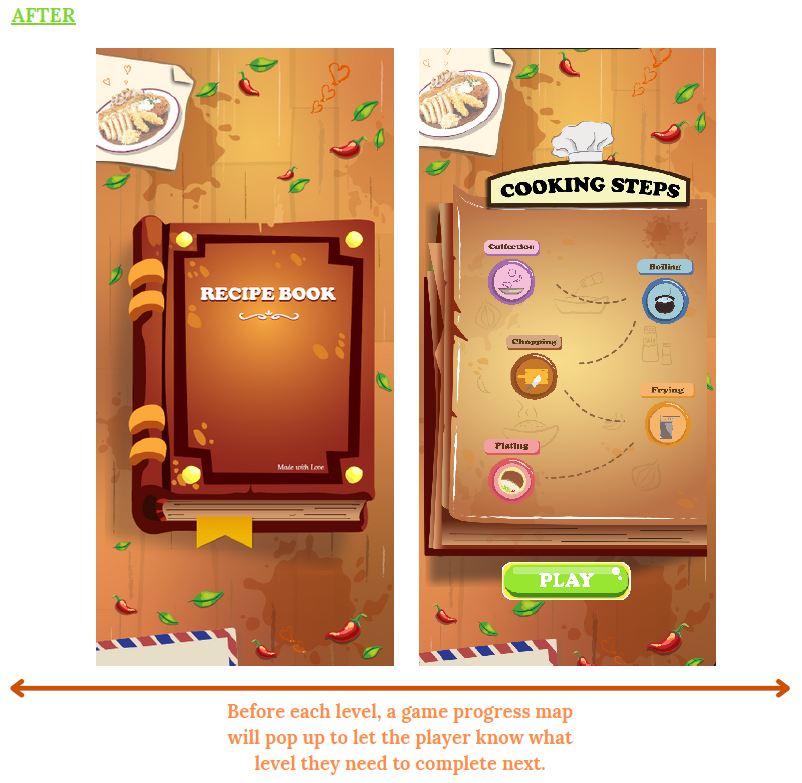 AFTER
RECIPE BOOK
Made with Love
COOKING STEPS
Collection
Boiling
Chopping
Frying
Plating
PLAY
Before each level, a game progress map
will pop up to let the player know what
level they need to complete next.